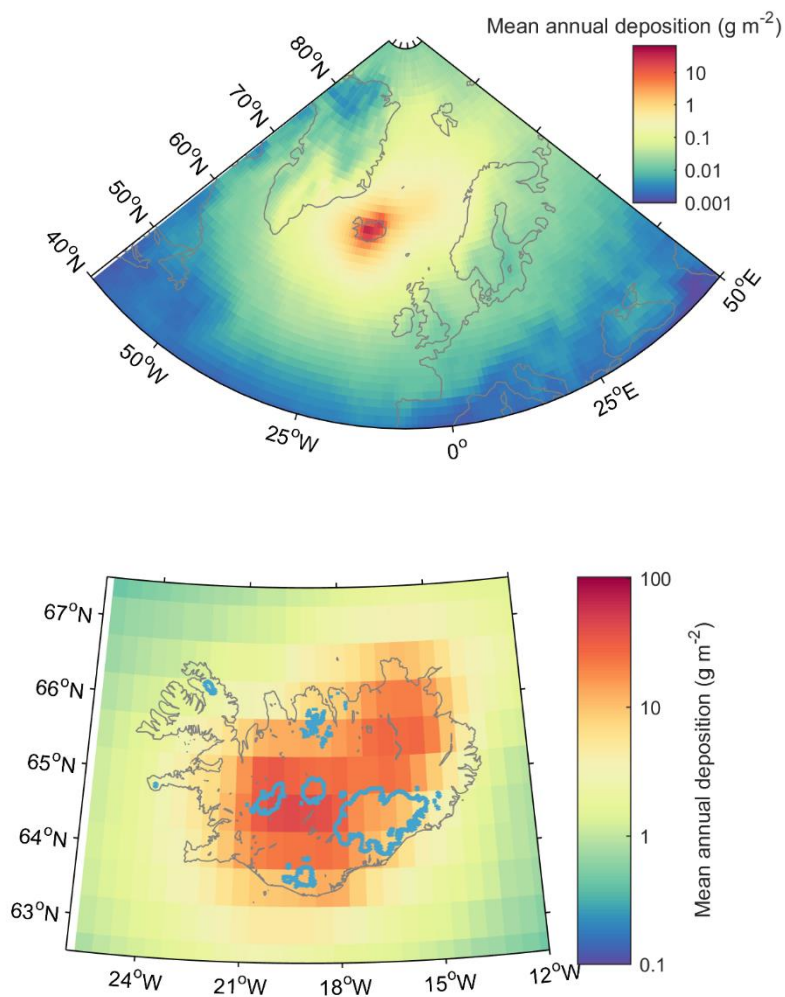 Mean annual deposition (g m⁻²)
10
1
0.1
0.01
0.001
80°N
70°N
60°N
50°N
40°N
50°W
25°W
0°
25°E
50°E
67°N
66°N
65°N
64°N
63°N
24°W
21°W
18°W
15°W
12°W
100
10
1
0.1
Mean annual deposition (g m⁻²)